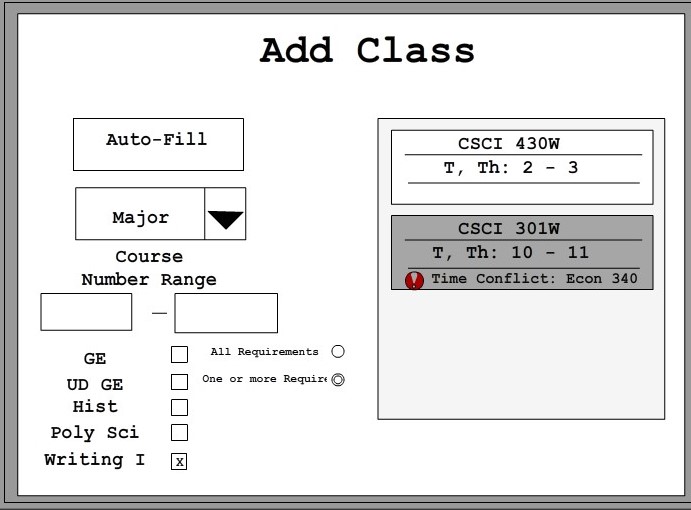 Add Class
Auto-Fill
Major
Course
Number Range
—
GE
UD GE
Hist
Poly Sci
Writing I
X
All Requirements
One or more Require
CSCI 430W
T, Th: 2 - 3
CSCI 301W
T, Th: 10 - 11
! Time Conflict: Econ 340